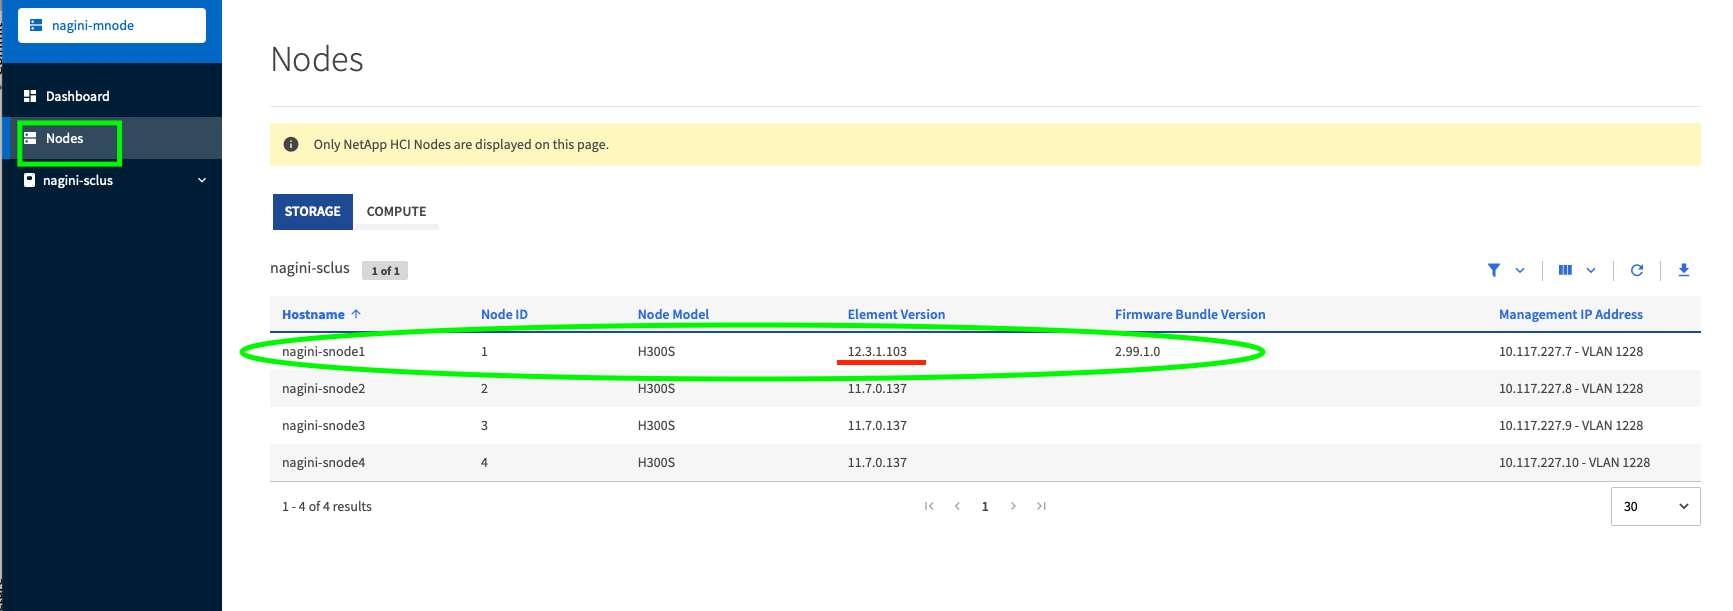 nagini-mnode
Dashboard
Nodes
nagini-sclus
Nodes
Only NetApp HCI Nodes are displayed on this page.
STORAGE COMPUTE
nagini-sclus 1 of 1
Hostname Node ID Node Model Element Version Firmware Bundle Version Management IP Address
nagini-snode1 1 H300S 12.3.1.103 2.99.1.0 10.117.227.7 - VLAN 1228
nagini-snode2 2 H300S 11.7.0.137 10.117.227.8 - VLAN 1228
nagini-snode3 3 H300S 11.7.0.137 10.117.227.9 - VLAN 1228
nagini-snode4 4 H300S 11.7.0.137 10.117.227.10 - VLAN 1228
1 - 4 of 4 results 1 30